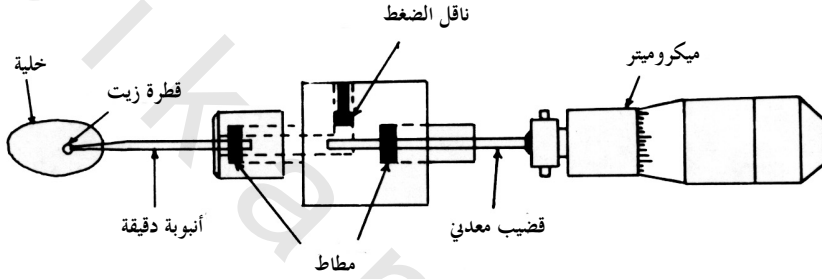 ناقل الضغط
ميكروميتر
خلية
قطرة زيت
أنبوبة دقيقة
قضيب معدني
مطاط